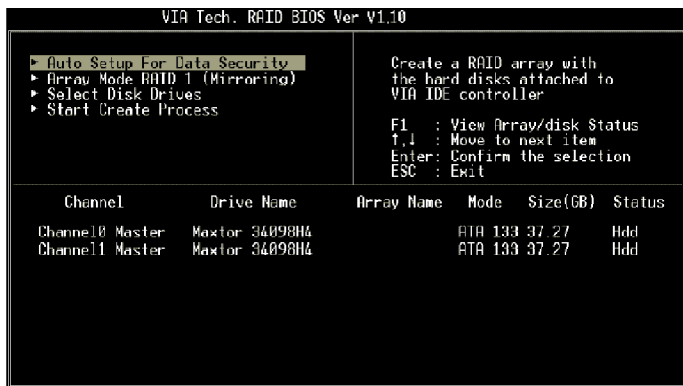 VIA Tech. RAID BIOS Ver V1.10
► Auto Setup For Data Security
► Array Mode RAID 1 (Mirroring)
► Select Disk Drives
► Start Create Process
Create a RAID array with
the hard disks attached to
VIA IDE controller
F1 : View Array/disk Status
↑,↓ : Move to next item
Enter: Confirm the selection
ESC : Exit
Channel Drive Name Array Name Mode Size(GB) Status
Channel0 Master Maxtor 34098H4 ATA 133 37.27 Hdd
Channel1 Master Maxtor 34098H4 ATA 133 37.27 Hdd